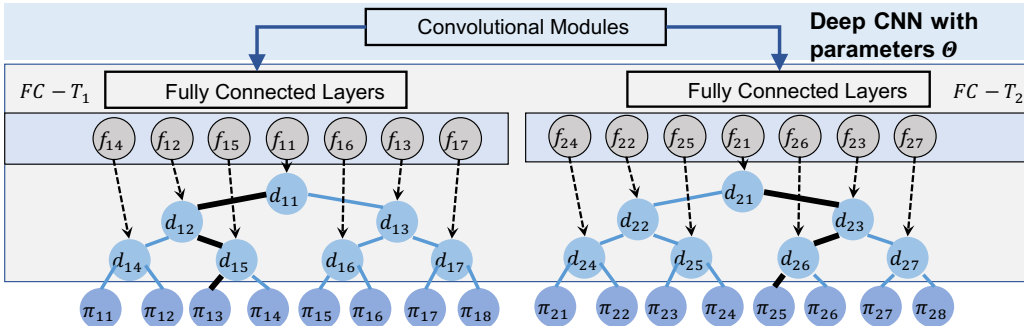 Convolutional Modules
Deep CNN with
parameters Θ
FC − T₁
Fully Connected Layers
Fully Connected Layers
FC − T₂
f₁₄ f₁₂ f₁₅ f₁₁ f₁₆ f₁₃ f₁₇
f₂₄ f₂₂ f₂₅ f₂₁ f₂₆ f₂₃ f₂₇
d₁₁
d₂₁
d₁₂ d₁₃
d₂₂ d₂₃
d₁₄ d₁₅ d₁₆ d₁₇
d₂₄ d₂₅ d₂₆ d₂₇
π₁₁ π₁₂ π₁₃ π₁₄ π₁₅ π₁₆ π₁₇ π₁₈
π₂₁ π₂₂ π₂₃ π₂₄ π₂₅ π₂₆ π₂₇ π₂₈